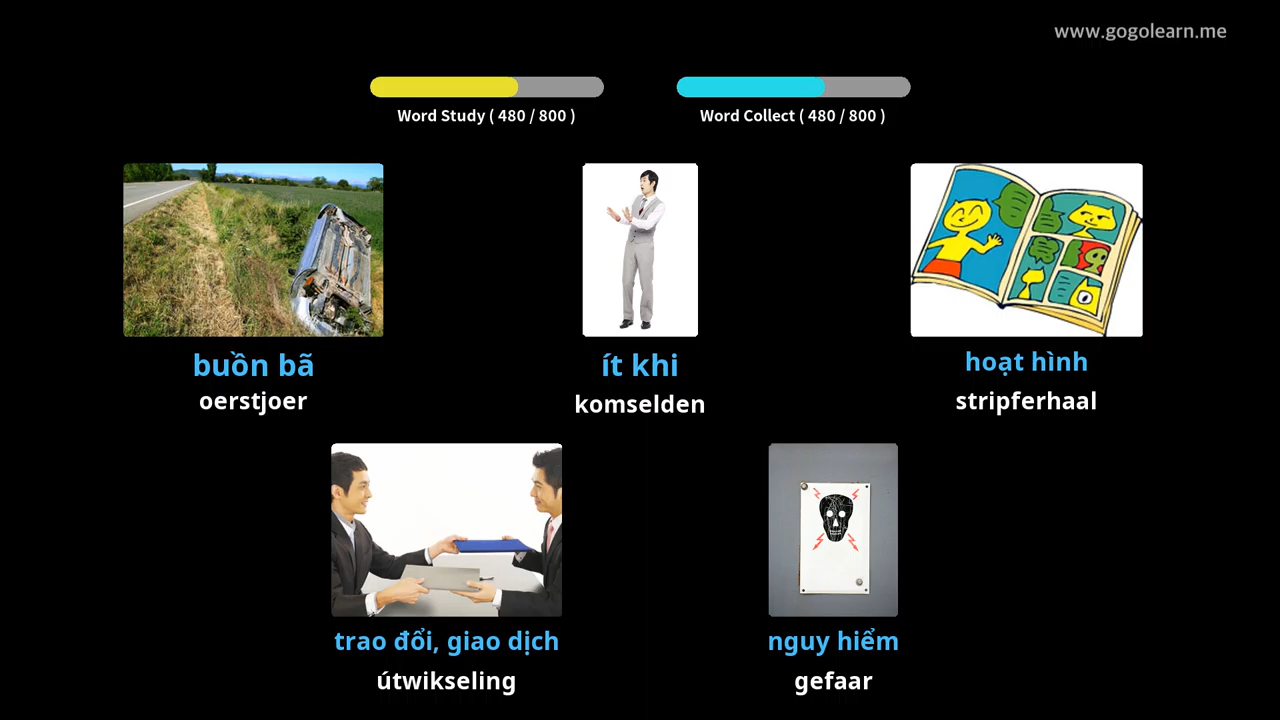 www.gogolearn.me
Word Study ( 480 / 800 )
Word Collect ( 480 / 800 )
buồn bã
oerstjoer
ít khi
komselden
hoạt hình
stripferhaal
trao đổi, giao dịch
útwikseling
nguy hiểm
gefaar